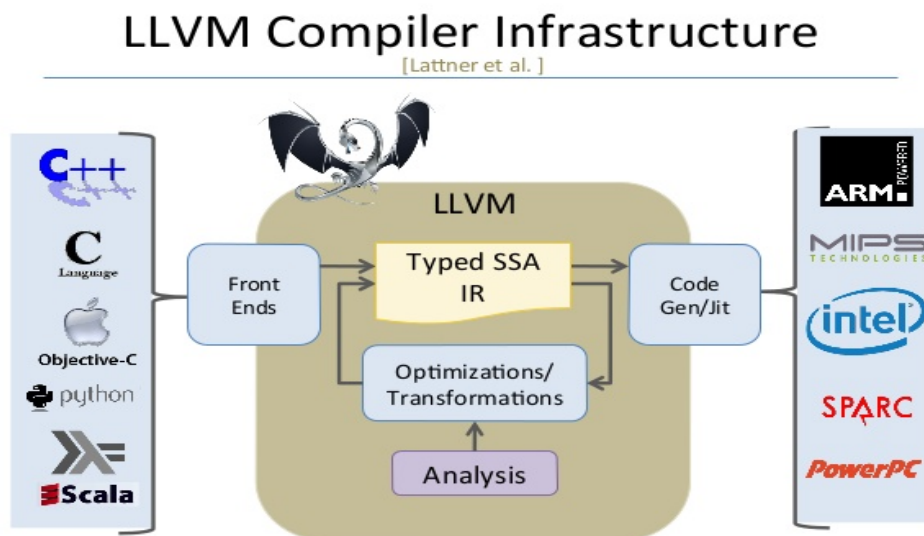 LLVM Compiler Infrastructure
[Lattner et al. ]
C++
C
Language
Objective-C
python
Scala
LLVM
Front
Ends
Typed SSA
IR
Code
Gen/Jit
Optimizations/
Transformations
Analysis
ARM POWERED
MIPS
TECHNOLOGIES
intel
SPARC
PowerPC